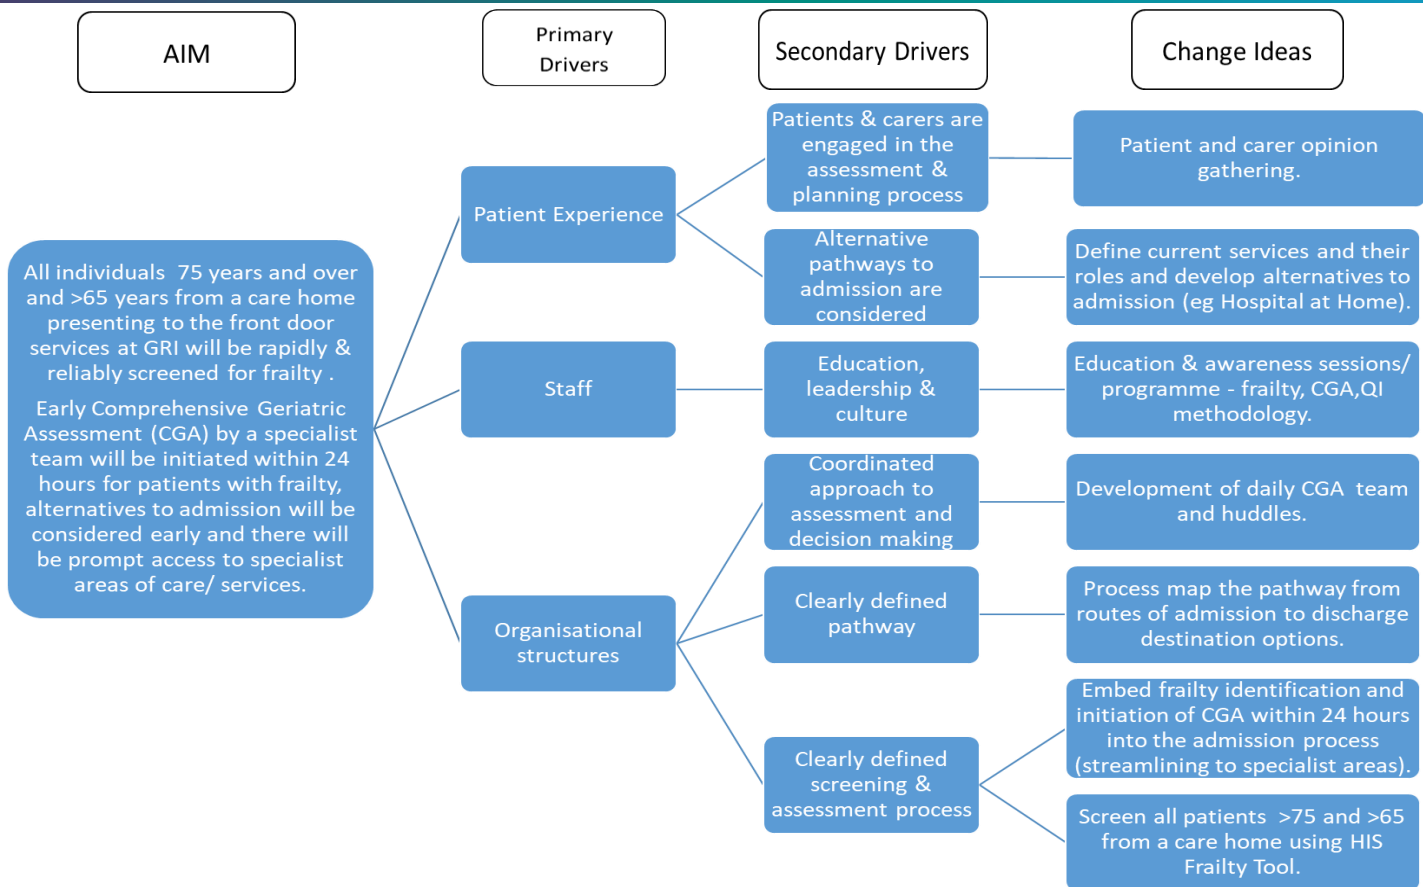 AIM
Primary
Drivers
Secondary Drivers
Change Ideas
All individuals 75 years and over
and >65 years from a care home
presenting to the front door
services at GRI will be rapidly &
reliably screened for frailty .
Early Comprehensive Geriatric
Assessment (CGA) by a specialist
team will be initiated within 24
hours for patients with frailty,
alternatives to admission will be
considered early and there will
be prompt access to specialist
areas of care/ services.
Patient Experience
Staff
Organisational
structures
Patients & carers are
engaged in the
assessment &
planning process
Alternative
pathways to
admission are
considered
Education,
leadership &
culture
Coordinated
approach to
assessment and
decision making
Clearly defined
pathway
Clearly defined
screening &
assessment process
Patient and carer opinion
gathering.
Define current services and their
roles and develop alternatives to
admission (eg Hospital at Home).
Education & awareness sessions/
programme - frailty, CGA,QI
methodology.
Development of daily CGA team
and huddles.
Process map the pathway from
routes of admission to discharge
destination options.
Embed frailty identification and
initiation of CGA within 24 hours
into the admission process
(streamlining to specialist areas).
Screen all patients >75 and >65
from a care home using HIS
Frailty Tool.